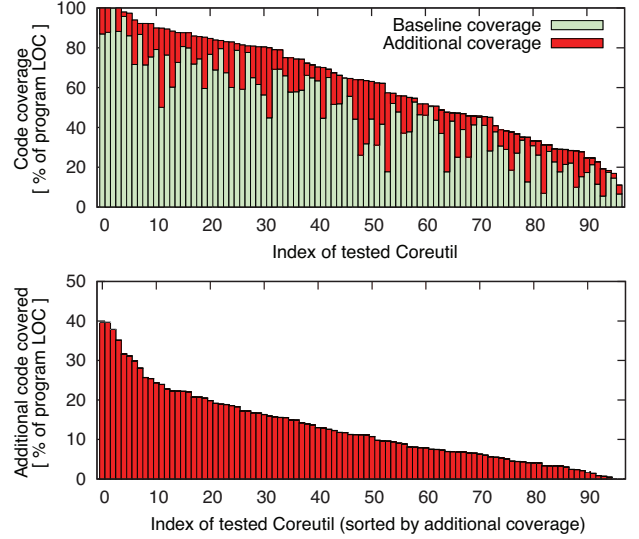 100
80
60
40
20
0
Code coverage
[ % of program LOC ]
Baseline coverage
Additional coverage
0 10 20 30 40 50 60 70 80 90
Index of tested Coreutil
50
40
30
20
10
0
Additional code covered
[ % of program LOC ]
0 10 20 30 40 50 60 70 80 90
Index of tested Coreutil (sorted by additional coverage)